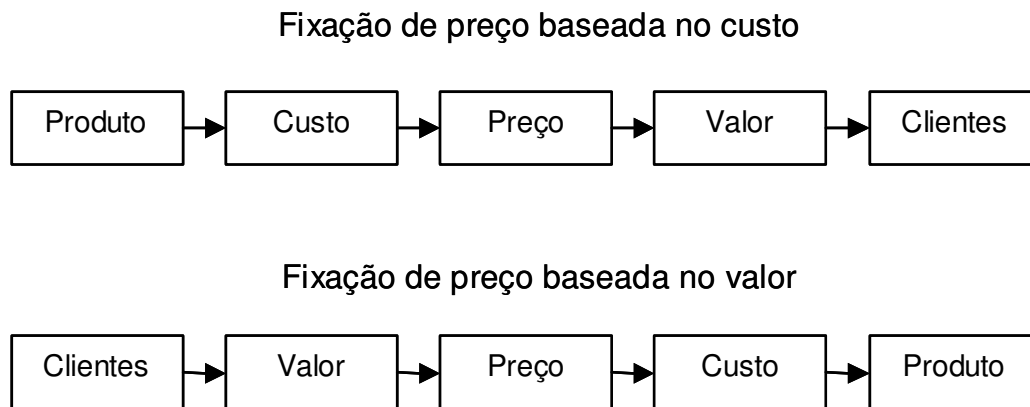 Fixação de preço baseada no custo
Produto Custo Preço Valor Clientes
Fixação de preço baseada no valor
Clientes Valor Preço Custo Produto